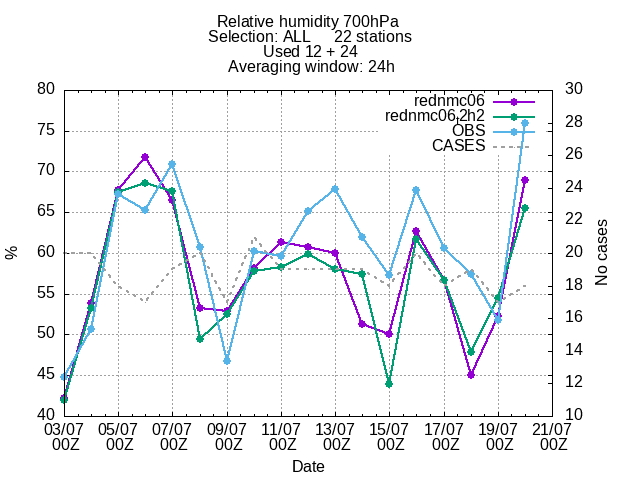 Relative humidity 700hPa
Selection: ALL 22 stations
Used 12 + 24
Averaging window: 24h
rednmc06
rednmc06,2h2
OBS
CASES
%
80
75
70
65
60
55
50
45
40
No cases
30
28
26
24
22
20
18
16
14
12
10
03/07 05/07 07/07 09/07 11/07 13/07 15/07 17/07 19/07 21/07
00Z 00Z 00Z 00Z 00Z 00Z 00Z 00Z 00Z 00Z
Date